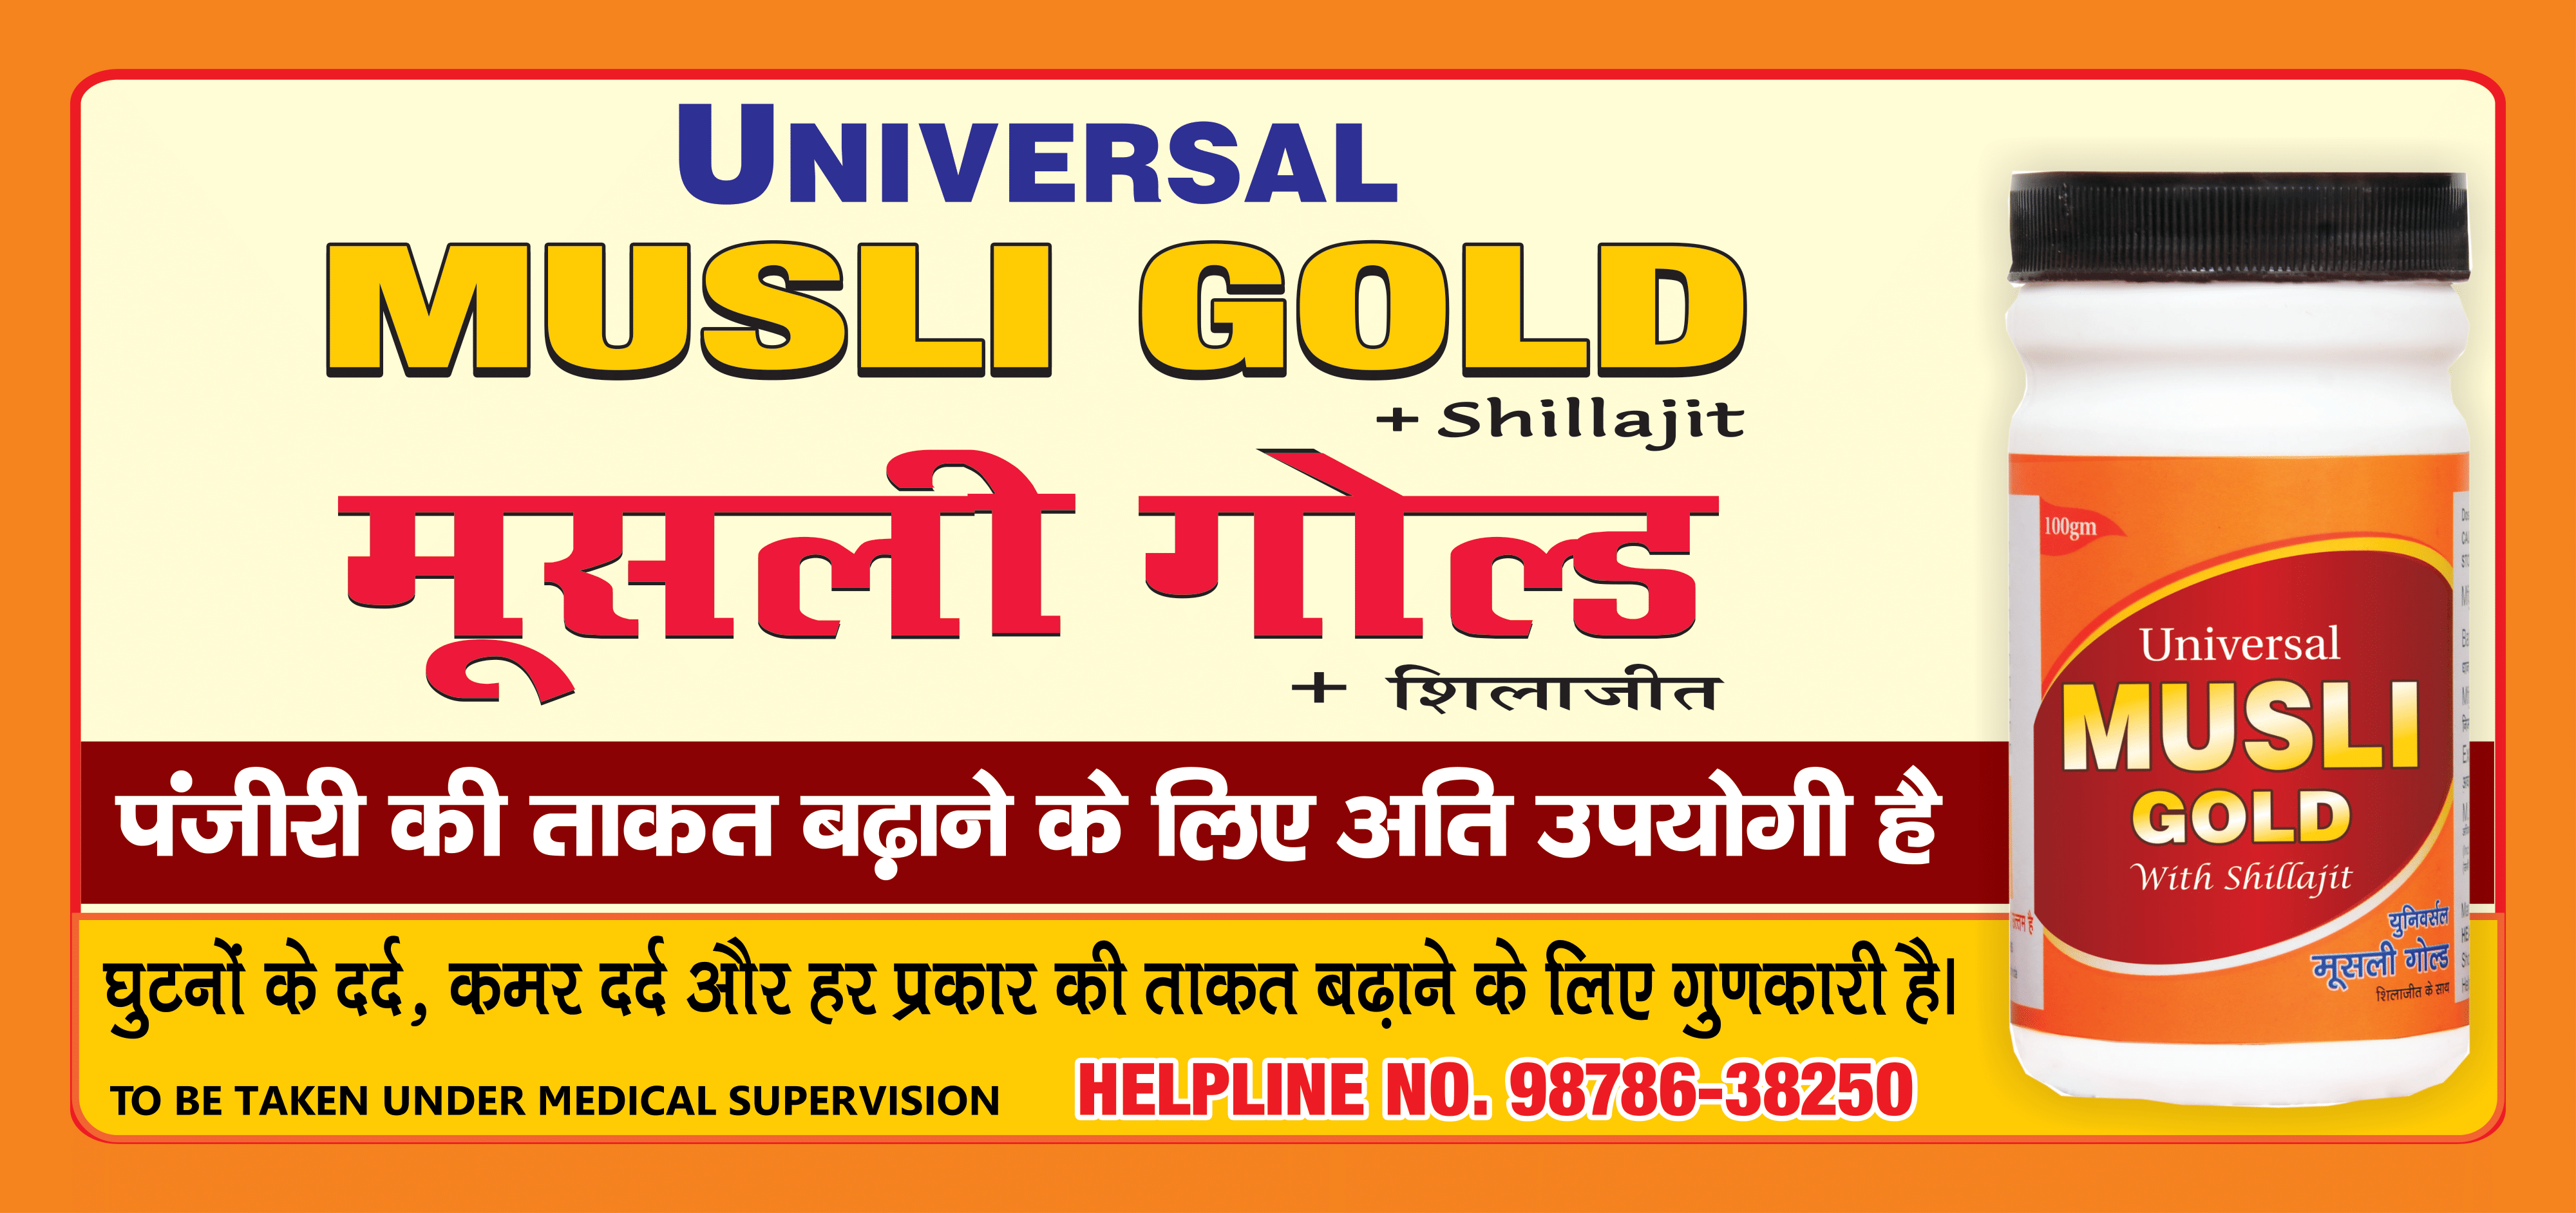 UNIVERSAL
MUSLI GOLD
+ Shillajit
मूसली गोल्ड
+ शिलाजीत
पंजीरी की ताकत बढ़ाने के लिए अति उपयोगी है
घुटनों के दर्द, कमर दर्द और हर प्रकार की ताकत बढ़ाने के लिए गुणकारी है।
TO BE TAKEN UNDER MEDICAL SUPERVISION
HELPLINE NO. 98786-38250
100gm
Universal
MUSLI
GOLD
With Shillajit
युनिवर्सल
मूसली गोल्ड
शिलाजीत के साथ